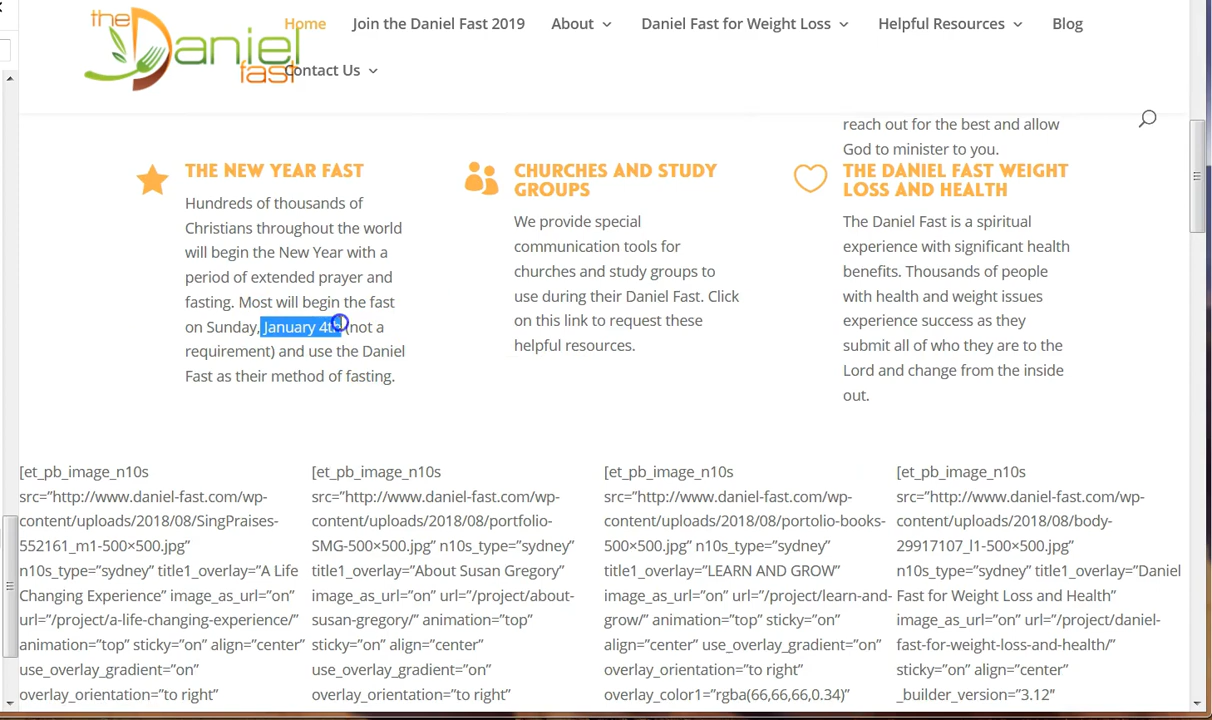 the
Daniel
fast
Home
Join the Daniel Fast 2019
About
Daniel Fast for Weight Loss
Helpful Resources
Blog
Contact Us
reach out for the best and allow
God to minister to you.
THE NEW YEAR FAST
Hundreds of thousands of
Christians throughout the world
will begin the New Year with a
period of extended prayer and
fasting. Most will begin the fast
on Sunday, January 4th (not a
requirement) and use the Daniel
Fast as their method of fasting.
CHURCHES AND STUDY
GROUPS
We provide special
communication tools for
churches and study groups to
use during their Daniel Fast. Click
on this link to request these
helpful resources.
THE DANIEL FAST WEIGHT
LOSS AND HEALTH
The Daniel Fast is a spiritual
experience with significant health
benefits. Thousands of people
with health and weight issues
experience success as they
submit all of who they are to the
Lord and change from the inside
out.
[et_pb_image_n10s
src=”http://www.daniel-fast.com/wp-
content/uploads/2018/08/SingPraises-
552161_m1-500×500.jpg”
n10s_type=”sydney” title1_overlay=”A Life
Changing Experience” image_as_url=”on”
url=”/project/a-life-changing-experience/”
animation=”top” sticky=”on” align=”center”
use_overlay_gradient=”on”
overlay_orientation=”to right”
[et_pb_image_n10s
src=”http://www.daniel-fast.com/wp-
content/uploads/2018/08/portfolio-
SMG-500×500.jpg” n10s_type=”sydney”
title1_overlay=”About Susan Gregory”
image_as_url=”on” url=”/project/about-
susan-gregory/” animation=”top”
sticky=”on” align=”center”
use_overlay_gradient=”on”
overlay_orientation=”to right”
[et_pb_image_n10s
src=”http://www.daniel-fast.com/wp-
content/uploads/2018/08/portolio-books-
500×500.jpg” n10s_type=”sydney”
title1_overlay=”LEARN AND GROW”
image_as_url=”on” url=”/project/learn-and-
grow/” animation=”top” sticky=”on”
align=”center” use_overlay_gradient=”on”
overlay_orientation=”to right”
overlay_color1=”rgba(66,66,66,0.34)”
[et_pb_image_n10s
src=”http://www.daniel-fast.com/wp-
content/uploads/2018/08/body-
29917107_l1-500×500.jpg”
n10s_type=”sydney” title1_overlay=”Daniel
Fast for Weight Loss and Health”
image_as_url=”on” url=”/project/daniel-
fast-for-weight-loss-and-health/”
sticky=”on” align=”center”
_builder_version=”3.12″